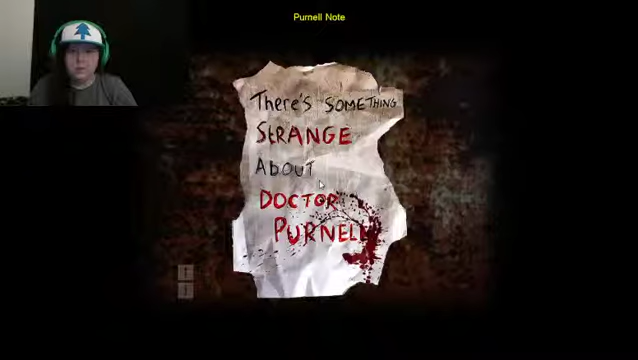 Purnell Note
There's SOMETHING
STRANGE
ABOUT
DOCTOR
PURNELL